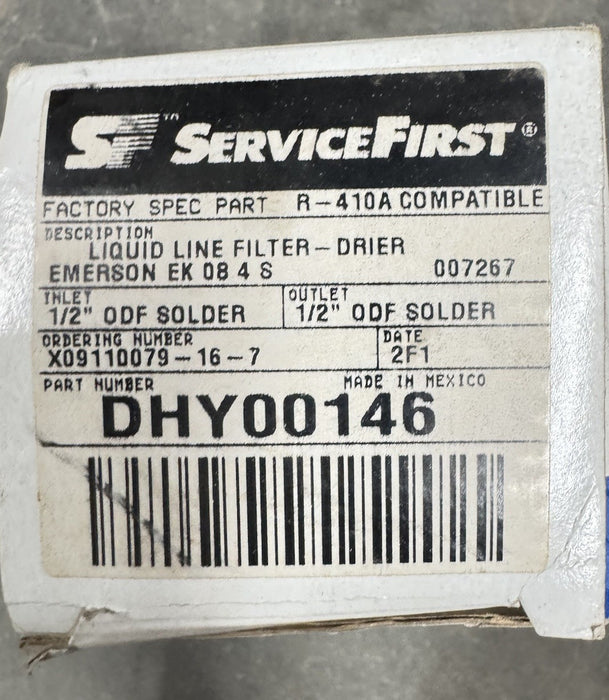 SF™ SERVICEFIRST®
FACTORY SPEC PART R-410A COMPATIBLE
DESCRIPTION
LIQUID LINE FILTER-DRIER
EMERSON EK 08 4 S 007267
INLET OUTLET
1/2" ODF SOLDER 1/2" ODF SOLDER
ORDERING NUMBER DATE
X09110079-16-7 2F1
PART NUMBER MADE IN MEXICO
DHY00146